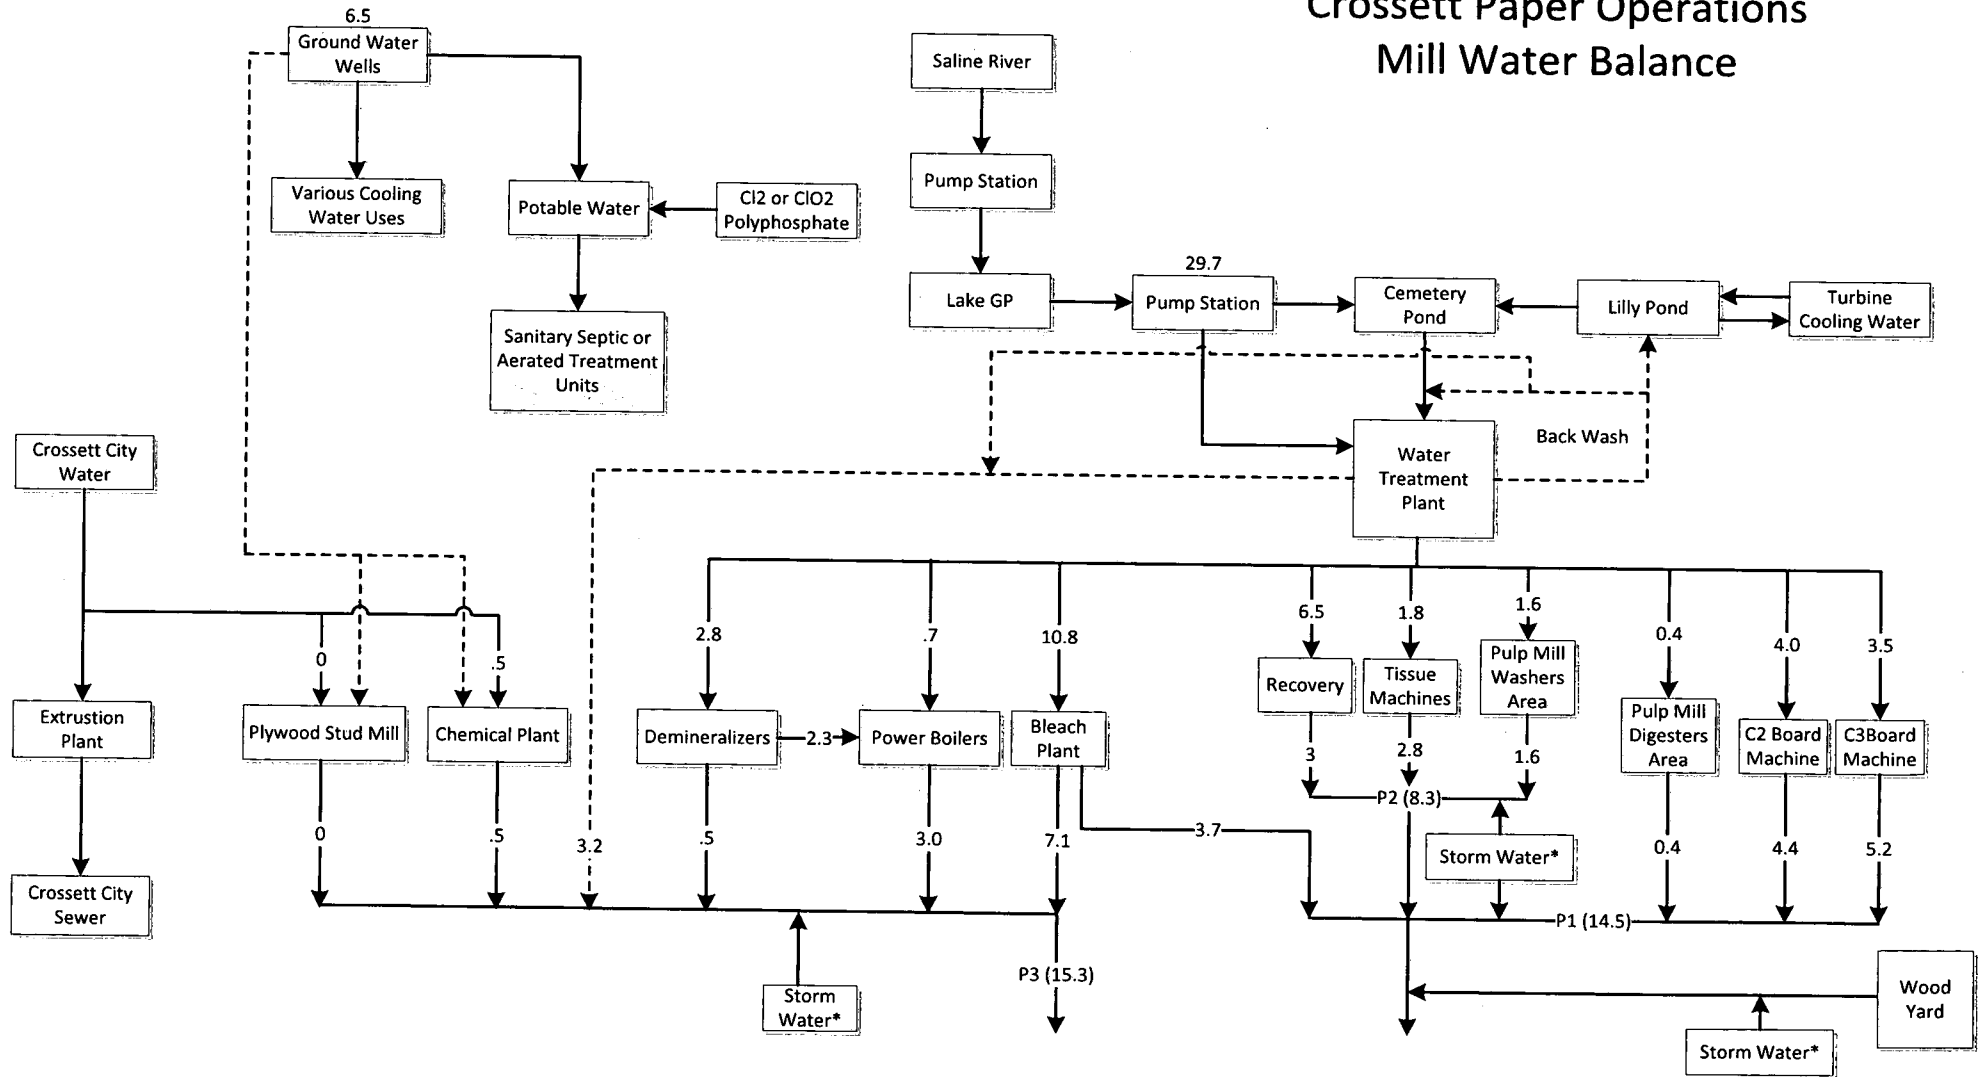 Crossett Paper Operations
Mill Water Balance
6.5
Ground Water
Wells
Various Cooling
Water Uses
Potable Water
Cl2 or ClO2
Polyphosphate
Sanitary Septic or
Aerated Treatment
Units
Saline River
Pump Station
Lake GP
29.7
Pump Station
Cemetery
Pond
Lilly Pond
Turbine
Cooling Water
Back Wash
Water
Treatment
Plant
Crossett City
Water
Extrustion
Plant
Crossett City
Sewer
0
.5
Plywood Stud Mill
Chemical Plant
0
.5
3.2
2.8
.7
10.8
Demineralizers
2.3
Power Boilers
Bleach
Plant
.5
3.0
7.1
3.7
6.5
1.8
1.6
0.4
4.0
3.5
Recovery
Tissue
Machines
Pulp Mill
Washers
Area
Pulp Mill
Digesters
Area
C2 Board
Machine
C3Board
Machine
3
2.8
1.6
P2 (8.3)
Storm Water*
0.4
4.4
5.2
P1 (14.5)
P3 (15.3)
Storm
Water*
Wood
Yard
Storm Water*